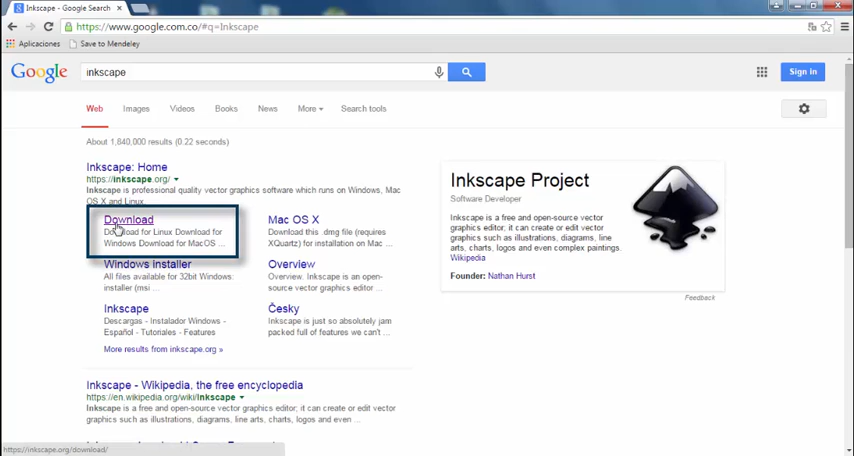 Inkscape - Google Search
https://www.google.com.co/#q=Inkscape
Aplicaciones Save to Mendeley
Google inkscape Sign in
Web Images Videos Books News More Search tools
About 1,840,000 results (0.22 seconds)
Inkscape: Home
https://inkscape.org/
Inkscape is professional quality vector graphics software which runs on Windows, Mac
OS X and Linux.
Download
Download for Linux Download for
Windows Download for MacOS ...
Mac OS X
Download this .dmg file (requires
XQuartz) for installation on Mac ...
Windows installer
All files available for 32bit Windows:
installer (msi ...
Overview
Overview. Inkscape is an open-
source vector graphics editor ...
Inkscape
Descargas - Instalador Windows -
Español - Tutoriales - Features
Česky
Inkscape is just so absolutely jam
packed full of features we can't ...
More results from inkscape.org »
Inkscape - Wikipedia, the free encyclopedia
https://en.wikipedia.org/wiki/Inkscape
Inkscape is a free and open-source vector graphics editor; it can create or edit vector
graphics such as illustrations, diagrams, line arts, charts, logos and even ...
Inkscape Project
Software Developer
Inkscape is a free and open-source vector
graphics editor; it can create or edit vector
graphics such as illustrations, diagrams, line
arts, charts, logos and even complex paintings.
Wikipedia
Founder: Nathan Hurst
Feedback
https://inkscape.org/download/